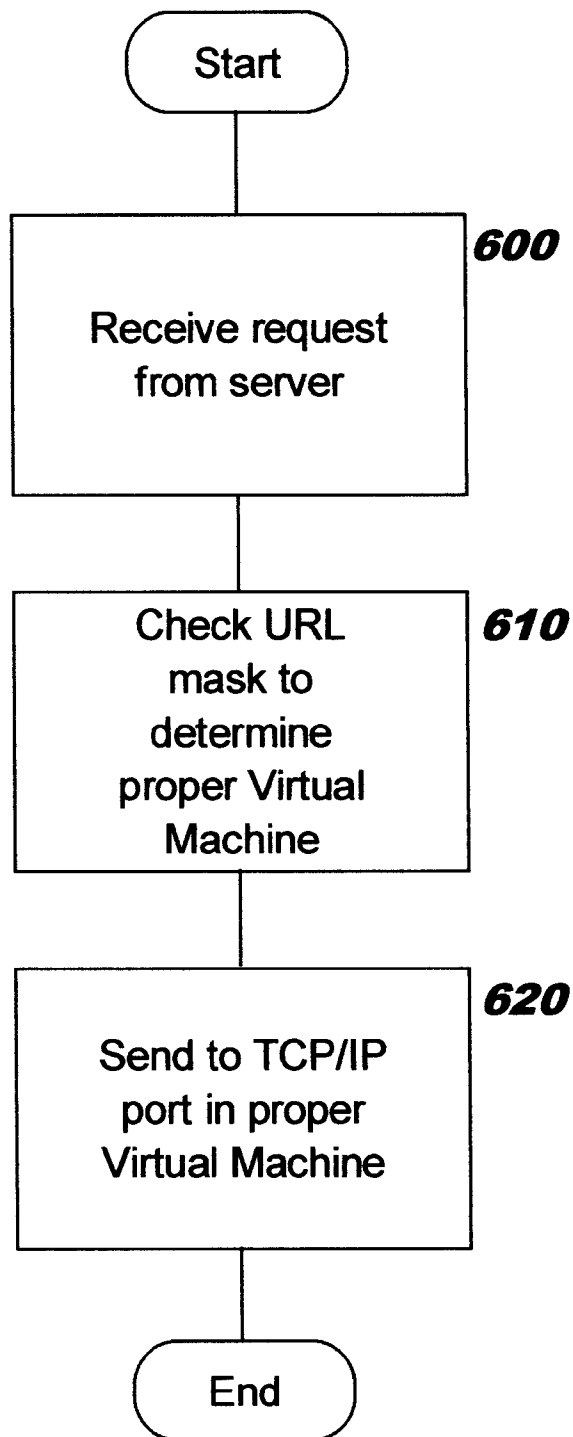 Start
600
Receive request
from server
610
Check URL
mask to
determine
proper Virtual
Machine
620
Send to TCP/IP
port in proper
Virtual Machine
End